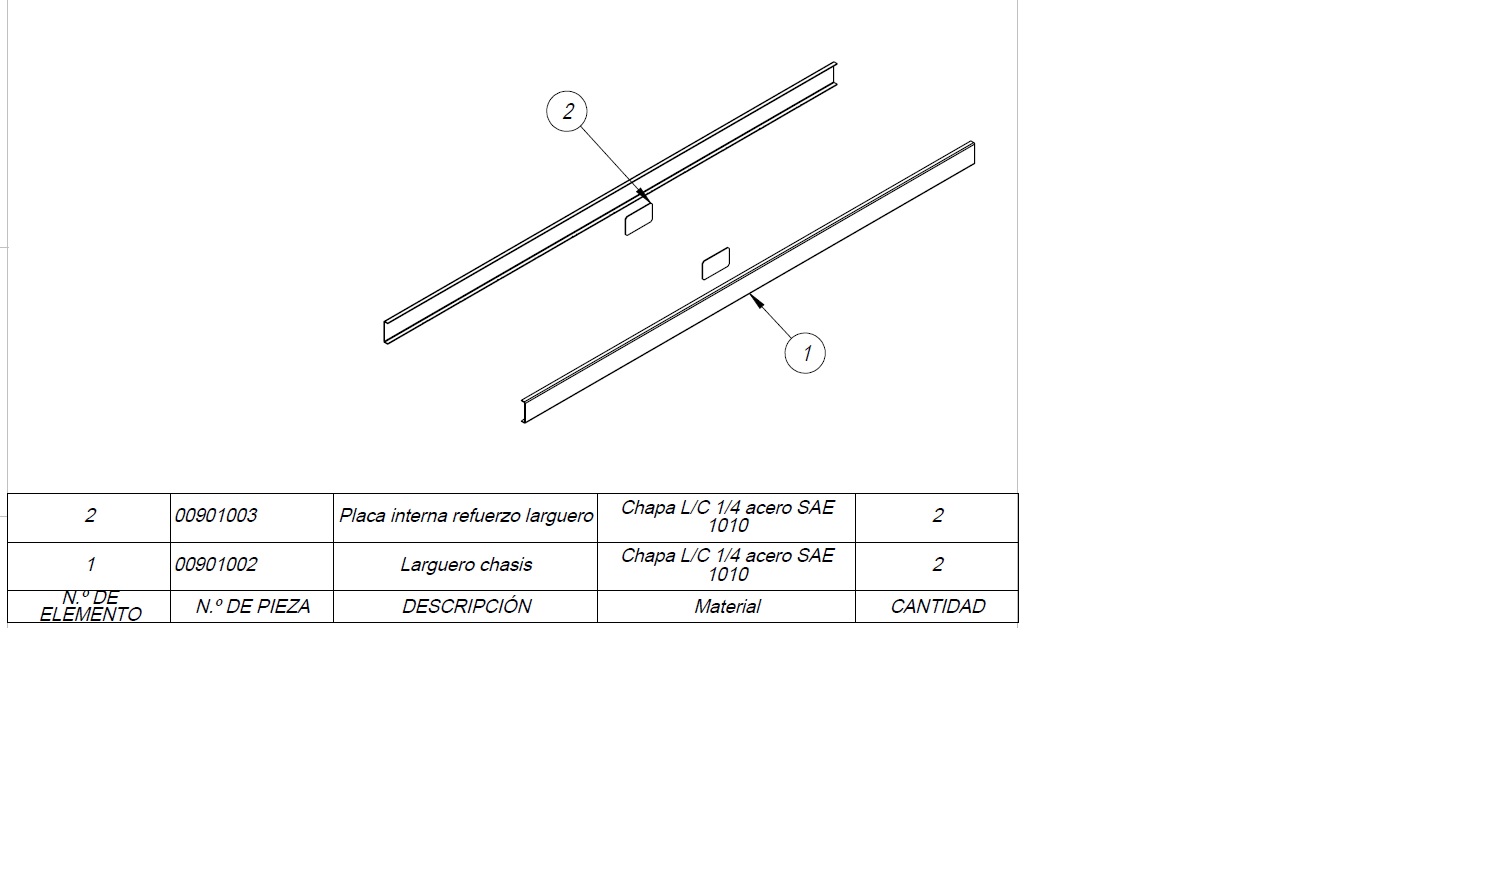 2
1
2
00901003
Placa interna refuerzo larguero
Chapa L/C 1/4 acero SAE
1010
2
1
00901002
Larguero chasis
Chapa L/C 1/4 acero SAE
1010
2
N.º DE
ELEMENTO
N.º DE PIEZA
DESCRIPCIÓN
Material
CANTIDAD